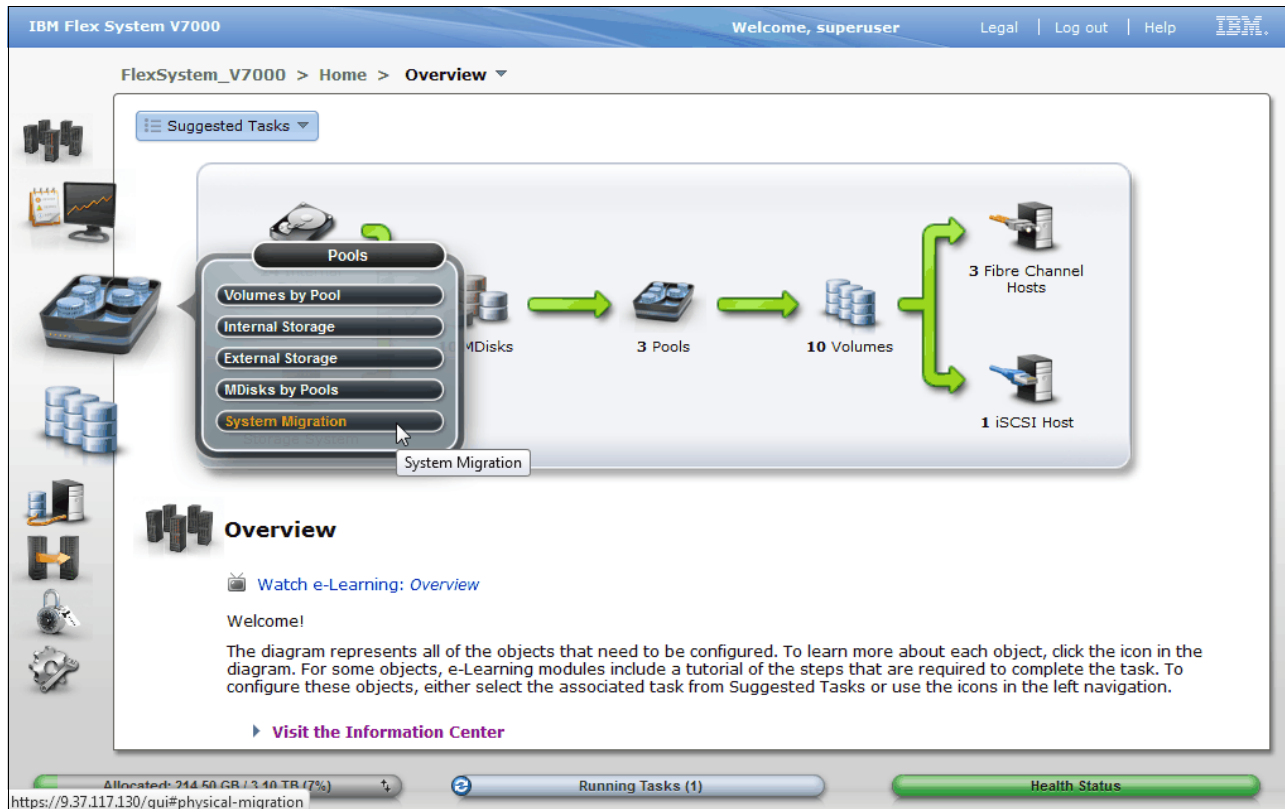 IBM Flex System V7000
Welcome, superuser
Legal | Log out | Help
IBM.
FlexSystem_V7000 > Home > Overview
Suggested Tasks
Pools
Volumes by Pool
Internal Storage
External Storage
MDisks by Pools
System Migration
Storage System
System Migration
MDisks
3 Pools
10 Volumes
3 Fibre Channel
Hosts
1 iSCSI Host
Overview
Watch e-Learning: Overview
Welcome!
The diagram represents all of the objects that need to be configured. To learn more about each object, click the icon in the
diagram. For some objects, e-Learning modules include a tutorial of the steps that are required to complete the task. To
configure these objects, either select the associated task from Suggested Tasks or use the icons in the left navigation.
Visit the Information Center
Allocated: 214.50 GB / 3.10 TB (7%)
Running Tasks (1)
Health Status
https://9.37.117.130/gui#physical-migration